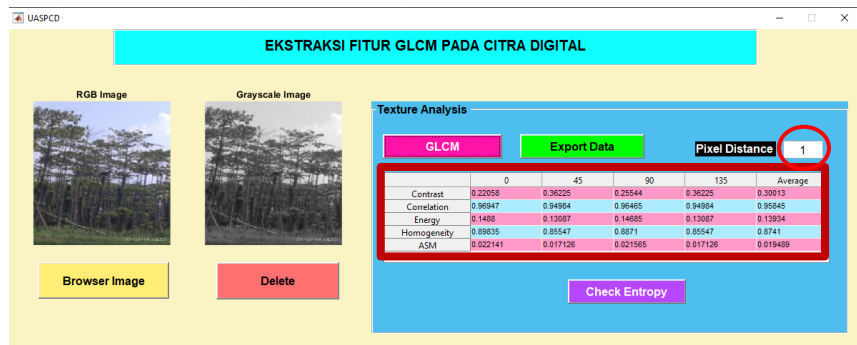 UASPCD
EKSTRAKSI FITUR GLCM PADA CITRA DIGITAL
RGB Image
Grayscale Image
Browser Image
Delete
Texture Analysis
GLCM
Export Data
Pixel Distance
1
0 45 90 135 Average
Contrast 0.22058 0.36225 0.25544 0.36225 0.30013
Correlation 0.96947 0.94984 0.96465 0.94984 0.95845
Energy 0.1488 0.13087 0.14685 0.13087 0.13934
Homogeneity 0.89835 0.85547 0.8871 0.85547 0.8741
ASM 0.022141 0.017126 0.021565 0.017126 0.019489
Check Entropy